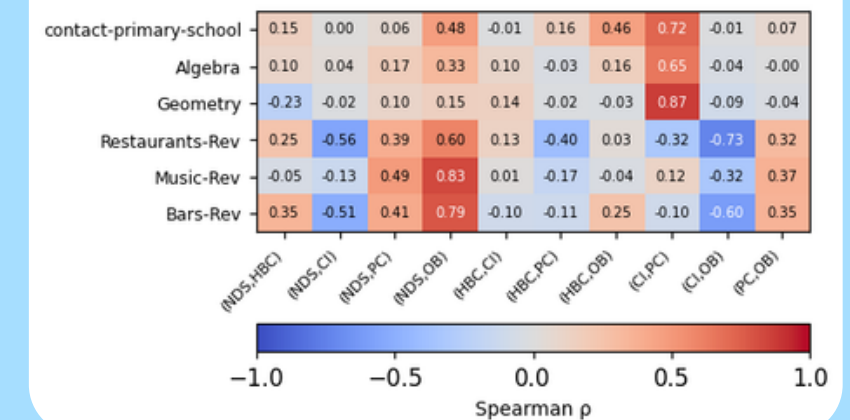 contact-primary-school 0.15 0.00 0.06 0.48 -0.01 0.16 0.46 0.72 -0.01 0.07
Algebra 0.10 0.04 0.17 0.33 0.10 -0.03 0.16 0.65 -0.04 -0.00
Geometry -0.23 -0.02 0.10 0.15 0.14 -0.02 -0.03 0.87 -0.09 -0.04
Restaurants-Rev 0.25 -0.56 0.39 0.60 0.13 -0.40 0.03 -0.32 -0.73 0.32
Music-Rev -0.05 -0.13 0.49 0.83 0.01 -0.17 -0.04 0.12 -0.32 0.37
Bars-Rev 0.35 -0.51 0.41 0.79 -0.10 -0.11 0.25 -0.10 -0.60 0.35
(NDS,HBC) (NDS,CI) (NDS,PC) (NDS,OB) (HBC,CI) (HBC,PC) (HBC,OB) (CI,PC) (CI,OB) (PC,OB)
−1.0 −0.5 0.0 0.5 1.0
Spearman ρ